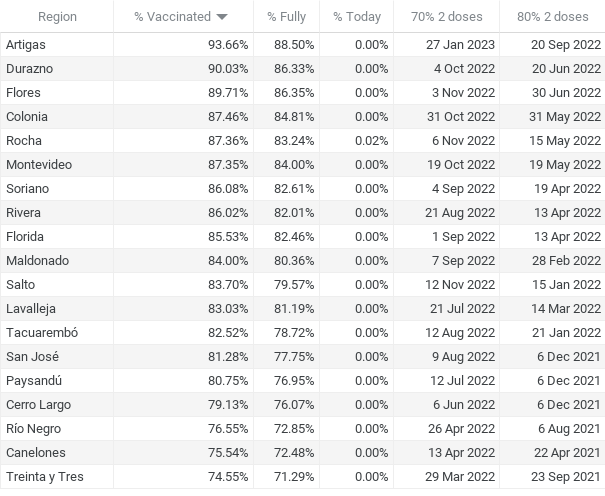 Region % Vaccinated % Fully % Today 70% 2 doses 80% 2 doses
Artigas 93.66% 88.50% 0.00% 27 Jan 2023 20 Sep 2022
Durazno 90.03% 86.33% 0.00% 4 Oct 2022 20 Jun 2022
Flores 89.71% 86.35% 0.00% 3 Nov 2022 30 Jun 2022
Colonia 87.46% 84.81% 0.00% 31 Oct 2022 31 May 2022
Rocha 87.36% 83.24% 0.02% 6 Nov 2022 15 May 2022
Montevideo 87.35% 84.00% 0.00% 19 Oct 2022 19 May 2022
Soriano 86.08% 82.61% 0.00% 4 Sep 2022 19 Apr 2022
Rivera 86.02% 82.01% 0.00% 21 Aug 2022 13 Apr 2022
Florida 85.53% 82.46% 0.00% 1 Sep 2022 13 Apr 2022
Maldonado 84.00% 80.36% 0.00% 7 Sep 2022 28 Feb 2022
Salto 83.70% 79.57% 0.00% 12 Nov 2022 15 Jan 2022
Lavalleja 83.03% 81.19% 0.00% 21 Jul 2022 14 Mar 2022
Tacuarembó 82.52% 78.72% 0.00% 12 Aug 2022 21 Jan 2022
San José 81.28% 77.75% 0.00% 9 Aug 2022 6 Dec 2021
Paysandú 80.75% 76.95% 0.00% 12 Jul 2022 6 Dec 2021
Cerro Largo 79.13% 76.07% 0.00% 6 Jun 2022 6 Dec 2021
Río Negro 76.55% 72.85% 0.00% 26 Apr 2022 6 Aug 2021
Canelones 75.54% 72.48% 0.00% 13 Apr 2022 22 Apr 2021
Treinta y Tres 74.55% 71.29% 0.00% 29 Mar 2022 23 Sep 2021